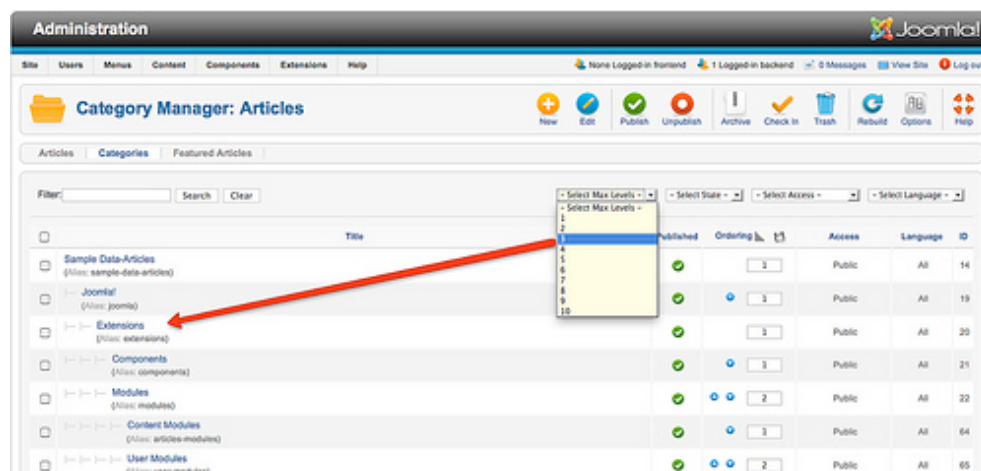 Administration
Joomla!
Site Users Menus Content Components Extensions Help
None Logged-in frontend 1 Logged-in backend 0 Messages View Site Log ou
Category Manager: Articles
New Edit Publish Unpublish Archive Check In Trash Rebuild Options Help
Articles Categories Featured Articles
Filter: Search Clear - Select Max Levels - - Select State - - Select Access - - Select Language -
- Select Max Levels -
1
2
3
4
5
6
7
8
9
10
Title Published Ordering Access Language ID
Sample Data-Articles
(Alias: sample-data-articles)
1 Public All 14
Joomla!
(Alias: joomla)
1 Public All 19
Extensions
(Alias: extensions)
1 Public All 20
Components
(Alias: components)
1 Public All 21
Modules
(Alias: modules)
2 Public All 22
Content Modules
(Alias: articles-modules)
1 Public All 64
User Modules
(Alias: user-modules)
2 Public All 65